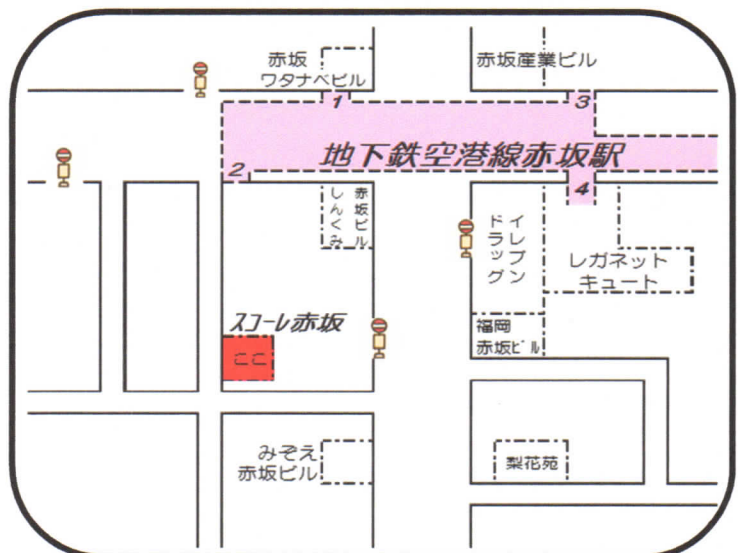 赤坂
ワタナベビル
赤坂産業ビル
1
3
地下鉄空港線赤坂駅
2
4
赤坂ビル
しんくみ
イレブン
ドラッグ
レガネット
キュート
スコーレ赤坂
ココ
福岡
赤坂ビル
みぞえ
赤坂ビル
梨花苑